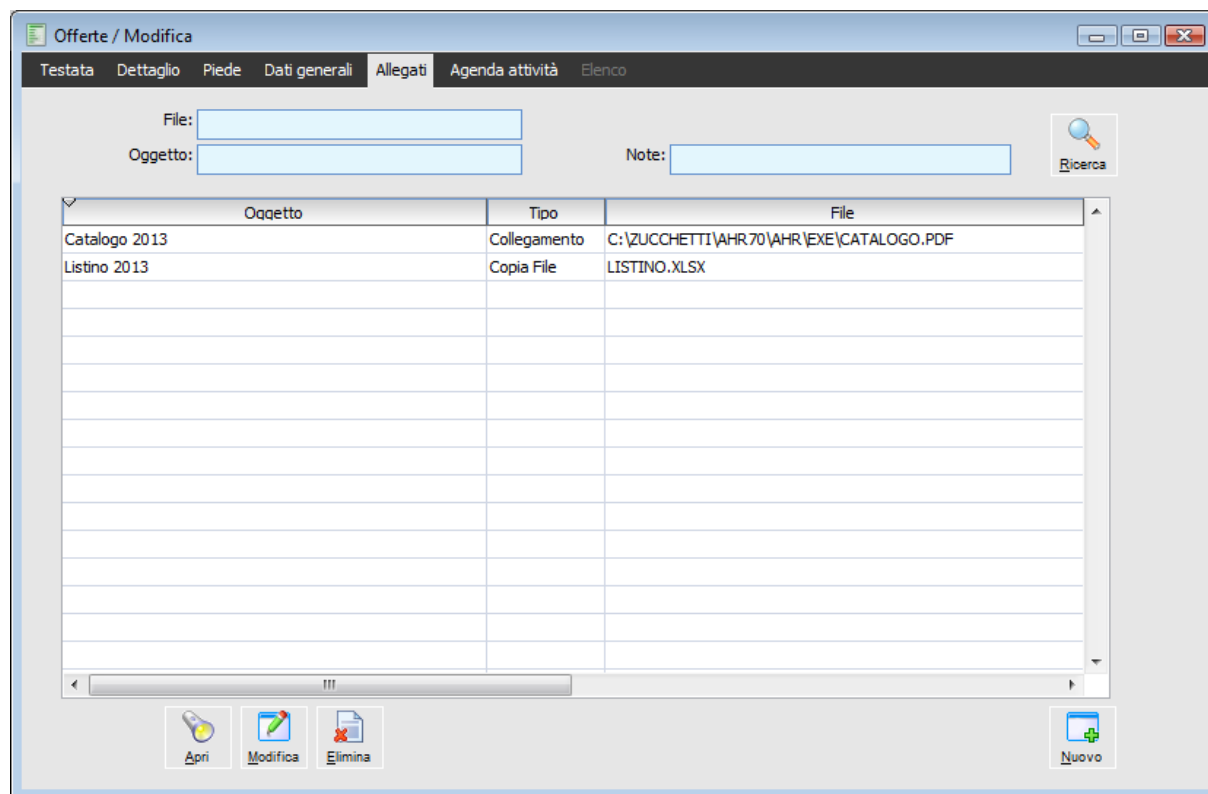 Offerte / Modifica
Testata Dettaglio Piede Dati generali Allegati Agenda attività Elenco
File:
Oggetto: Note:
Ricerca
Oggetto Tipo File
Catalogo 2013 Collegamento C:\ZUCCHETTI\AHR70\AHR\EXE\CATALOGO.PDF
Listino 2013 Copia File LISTINO.XLSX
Apri Modifica Elimina Nuovo